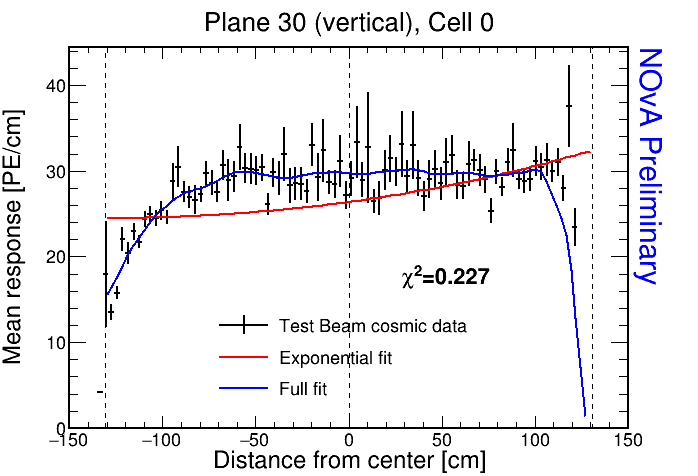 Plane 30 (vertical), Cell 0
NOvA Preliminary
Mean response [PE/cm]
40
30
20
10
0
χ²=0.227
Test Beam cosmic data
Exponential fit
Full fit
−150 −100 −50 0 50 100 150
Distance from center [cm]